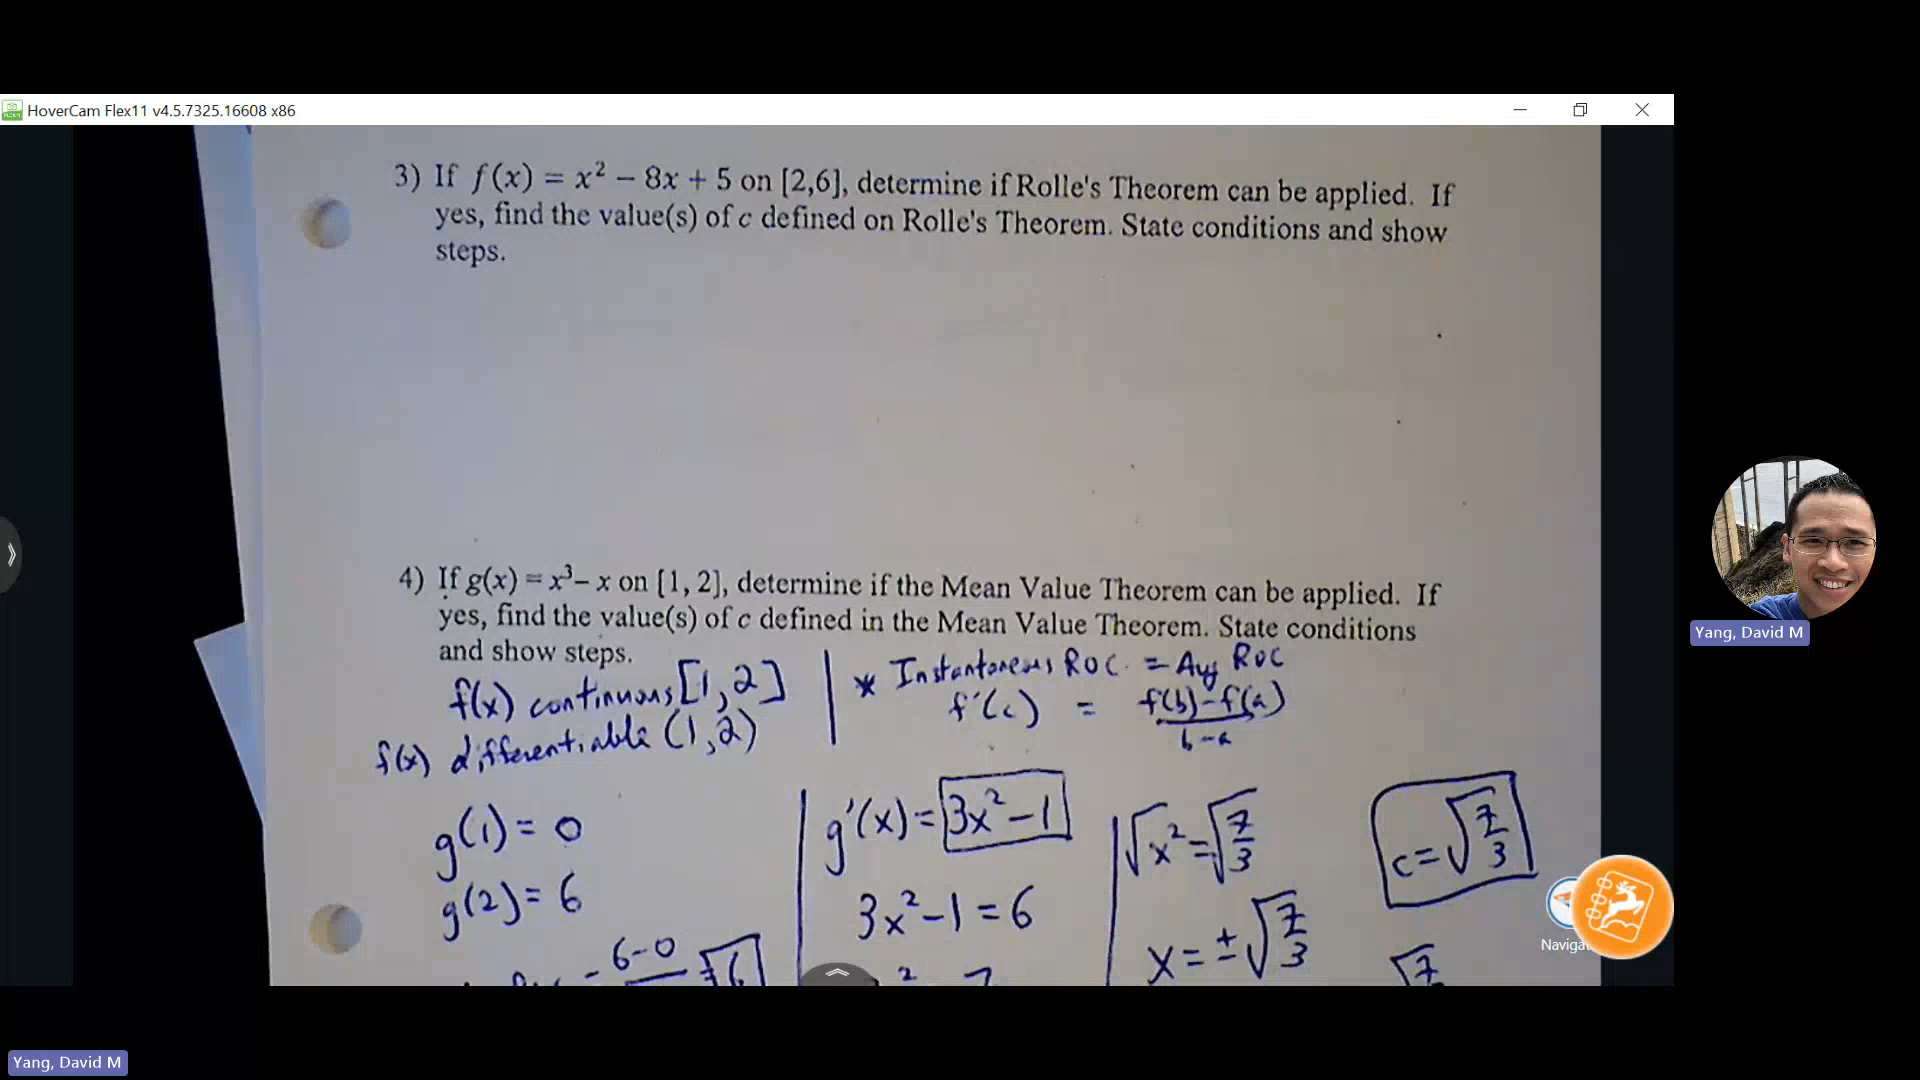 HoverCam Flex11 v4.5.7325.16608 x86
3) If f(x) = x² − 8x + 5 on [2,6], determine if Rolle's Theorem can be applied. If
yes, find the value(s) of c defined on Rolle's Theorem. State conditions and show
steps.
4) If g(x) = x³− x on [1, 2], determine if the Mean Value Theorem can be applied. If
yes, find the value(s) of c defined in the Mean Value Theorem. State conditions
and show steps.
f(x) continuous [1,2]
f(x) differentiable (1,2)
* Instantaneous ROC = Avg ROC
f'(c) = f(b)-f(a)
b-a
g(1) = 0
g(2) = 6
6-0
6
g'(x) = 3x²-1
3x²-1 = 6
√x² = √7/3
x = ±√7/3
c = √7/3
Yang, David M
Yang, David M